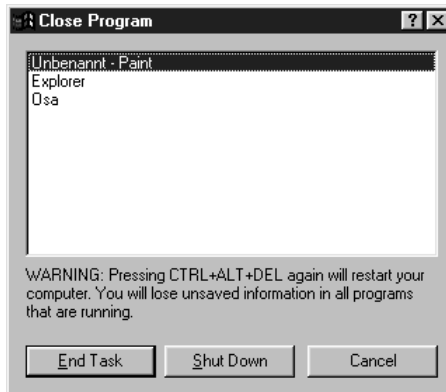 Close Program
Unbenannt - Paint
Explorer
Osa
WARNING: Pressing CTRL+ALT+DEL again will restart your
computer. You will lose unsaved information in all programs
that are running.
End Task
Shut Down
Cancel